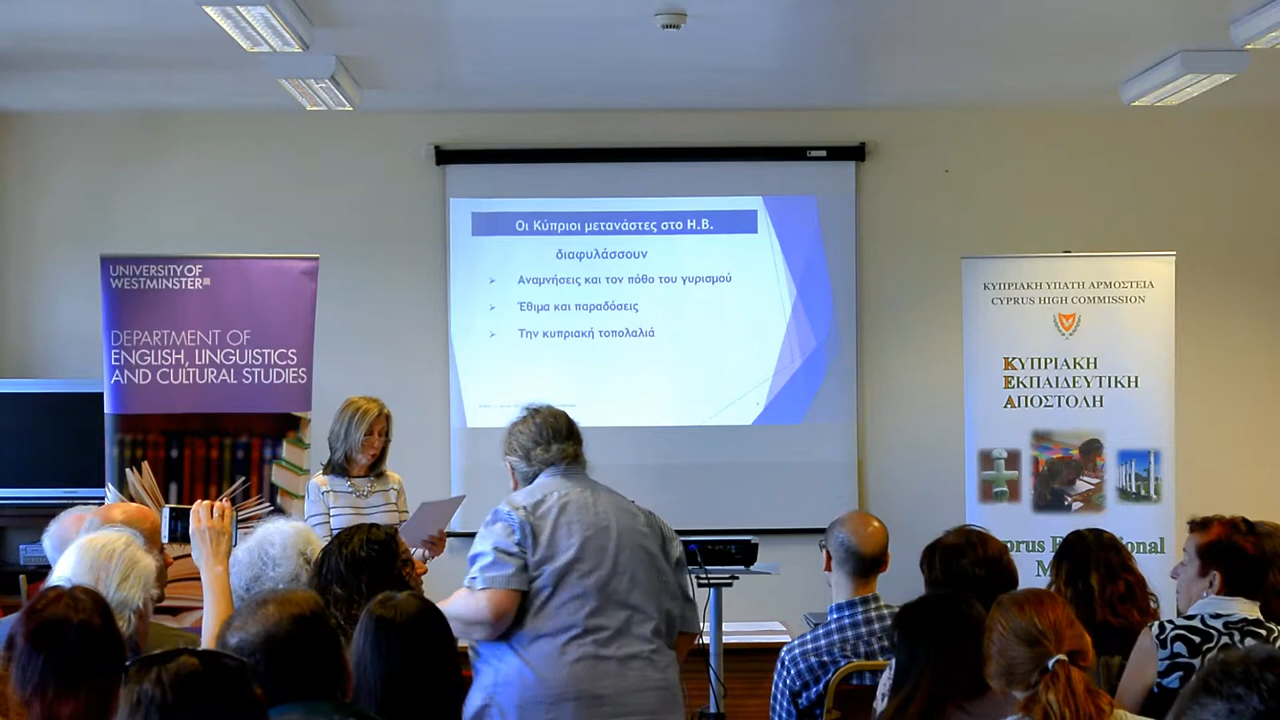 UNIVERSITY OF
WESTMINSTER
DEPARTMENT OF
ENGLISH, LINGUISTICS
AND CULTURAL STUDIES
Οι Κύπριοι μετανάστες στο Η.Β.
διαφυλάσσουν
Αναμνήσεις και τον πόθο του γυρισμού
Έθιμα και παραδόσεις
Την κυπριακή τοπολαλιά
ΚΥΠΡΙΑΚΗ ΥΠΑΤΗ ΑΡΜΟΣΤΕΙΑ
CYPRUS HIGH COMMISSION
ΚΥΠΡΙΑΚΗ
ΕΚΠΑΙΔΕΥΤΙΚΗ
ΑΠΟΣΤΟΛΗ